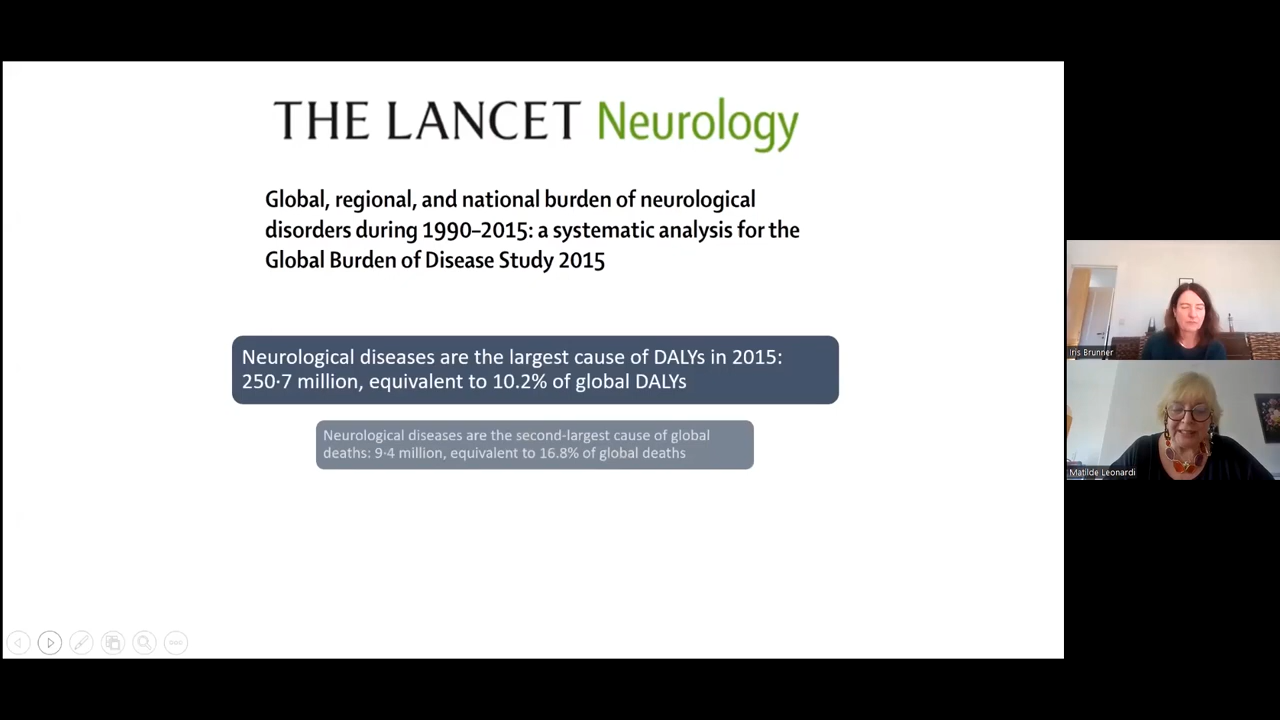 THE LANCET Neurology
Global, regional, and national burden of neurological
disorders during 1990–2015: a systematic analysis for the
Global Burden of Disease Study 2015
Neurological diseases are the largest cause of DALYs in 2015:
250·7 million, equivalent to 10.2% of global DALYs
Neurological diseases are the second-largest cause of global
deaths: 9·4 million, equivalent to 16.8% of global deaths
Iris Brunner
Matilde Leonardi